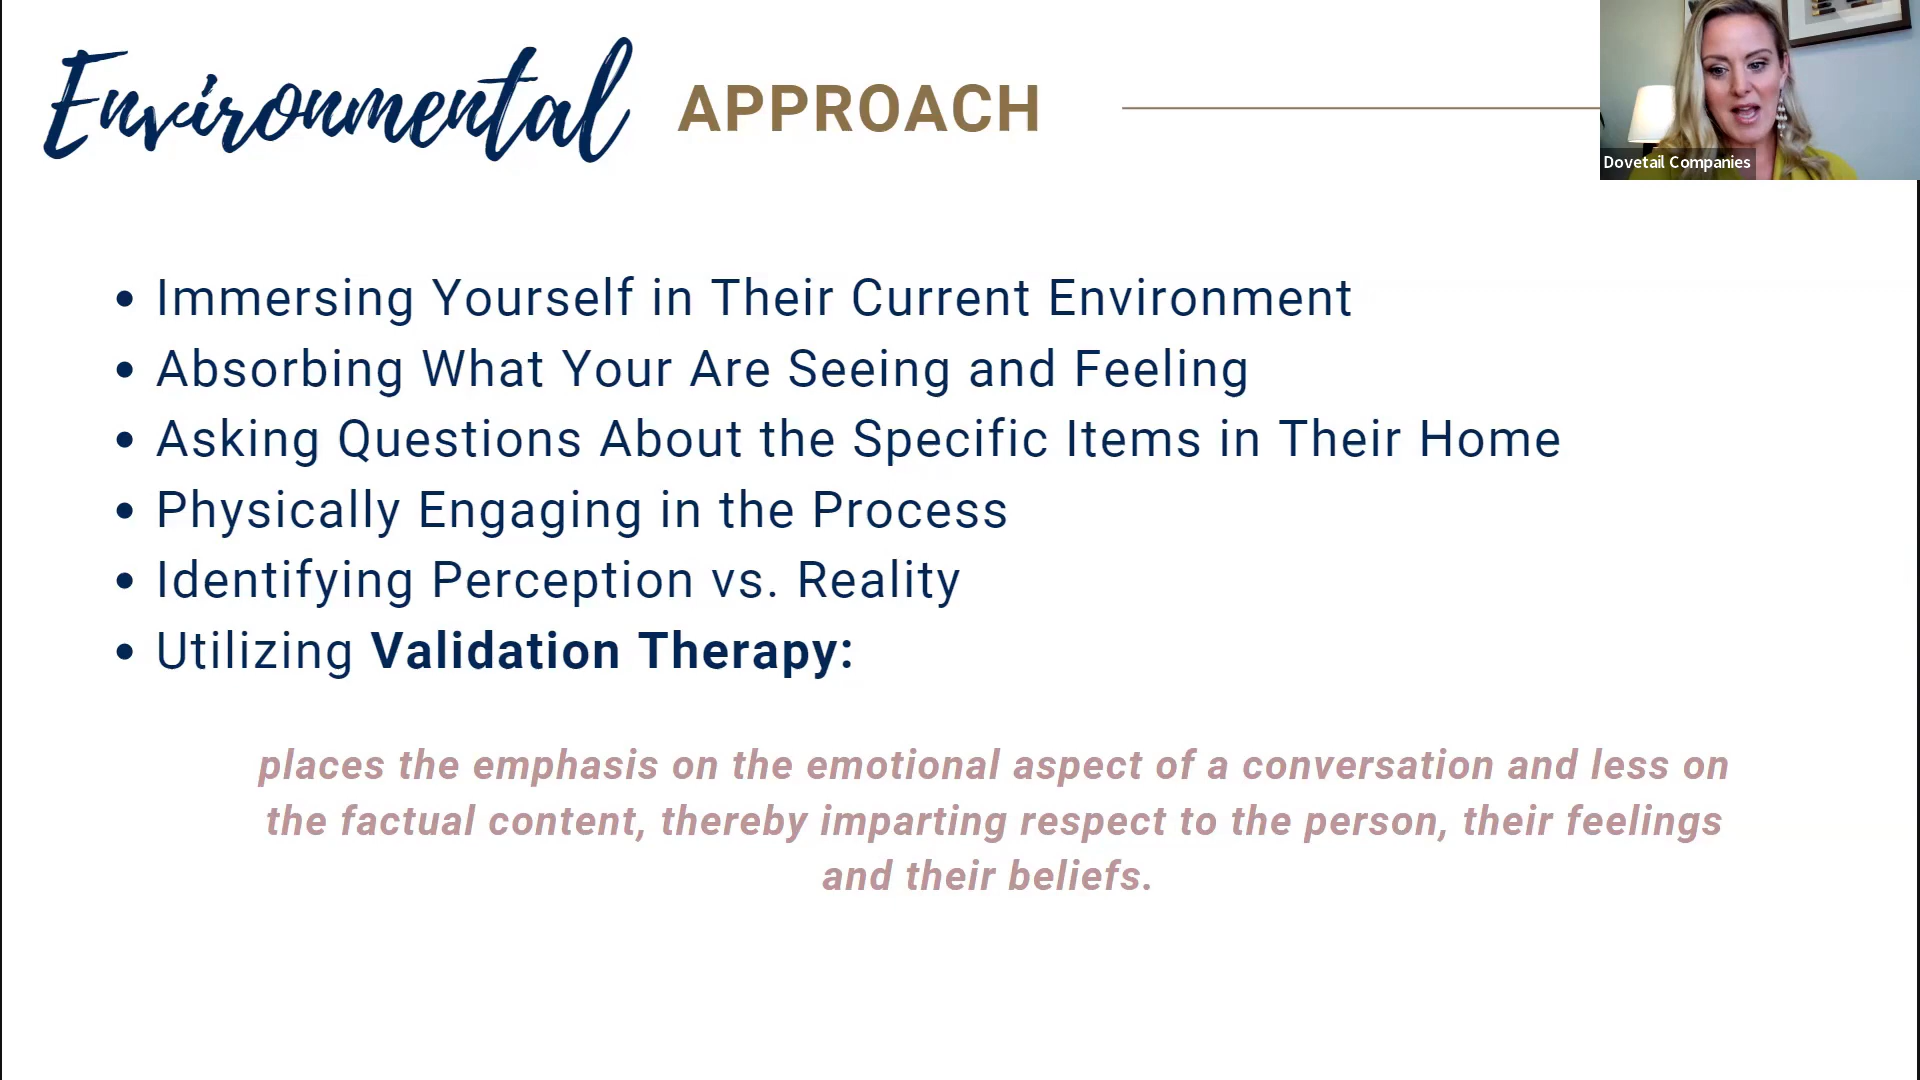 Environmental APPROACH
Dovetail Companies
• Immersing Yourself in Their Current Environment
• Absorbing What Your Are Seeing and Feeling
• Asking Questions About the Specific Items in Their Home
• Physically Engaging in the Process
• Identifying Perception vs. Reality
• Utilizing Validation Therapy:
places the emphasis on the emotional aspect of a conversation and less on
the factual content, thereby imparting respect to the person, their feelings
and their beliefs.